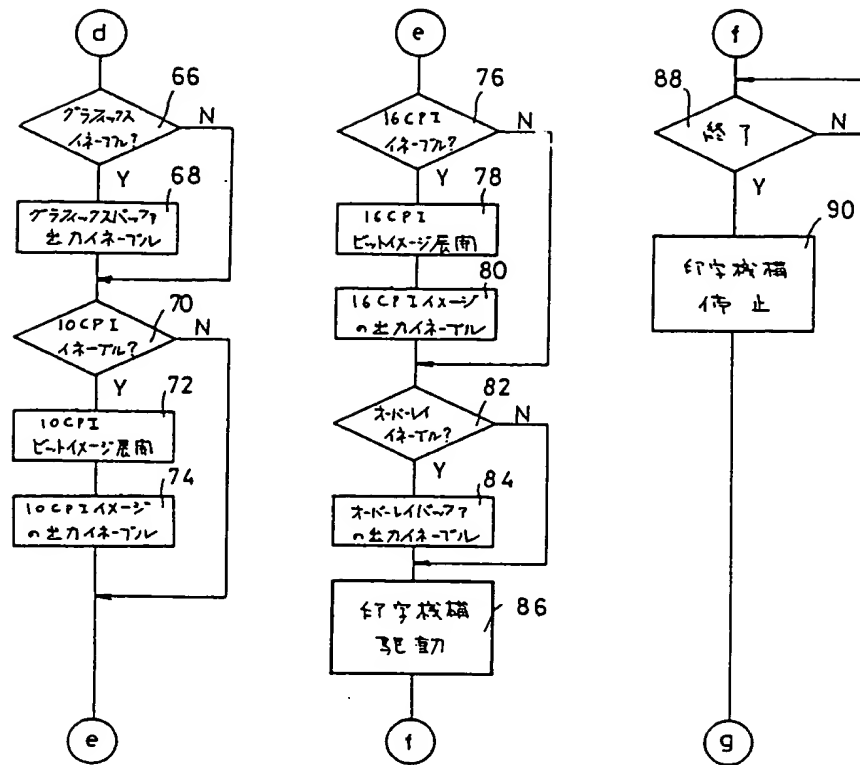 d
66
グラフィックス
イネーブル?
N
Y
68
グラフィックスバッファ
出力イネーブル
70
10CPI
イネーブル?
N
Y
72
10CPI
ビットイメージ展開
74
10CPIイメージ
の出力イネーブル
e
e
76
16CPI
イネーブル?
N
Y
78
16CPI
ビットイメージ展開
80
16CPIイメージ
の出力イネーブル
82
オーバーレイ
イネーブル?
N
Y
84
オーバーレイバッファ
の出力イネーブル
86
印字機構
駆動
f
f
88
終了
N
Y
90
印字機構
停止
g